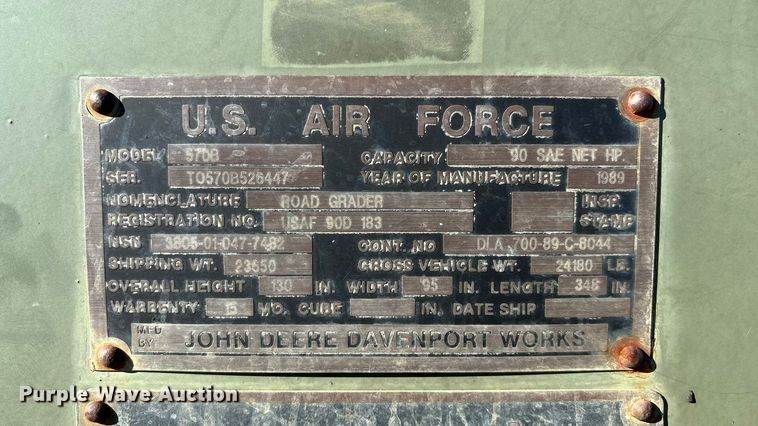 U.S. AIR FORCE
MODEL 570B CAPACITY 90 SAE NET HP.
SER. TO570B526447 YEAR OF MANUFACTURE 1989
NOMENCLATURE ROAD GRADER INSP.
REGISTRATION NO. USAF 90D 183 STAMP
NSN 3805-01-047-7482 CONT. NO DLA 700-89-C-8044
SHIPPING WT. 23650 GROSS VEHICLE WT. 24180 LB.
OVERALL HEIGHT 130 IN. WIDTH 95 IN. LENGTH 348 IN
WARRANTY 15 MO. CUBE IN. DATE SHIP
MFD BY JOHN DEERE DAVENPORT WORKS
Purple Wave Auction